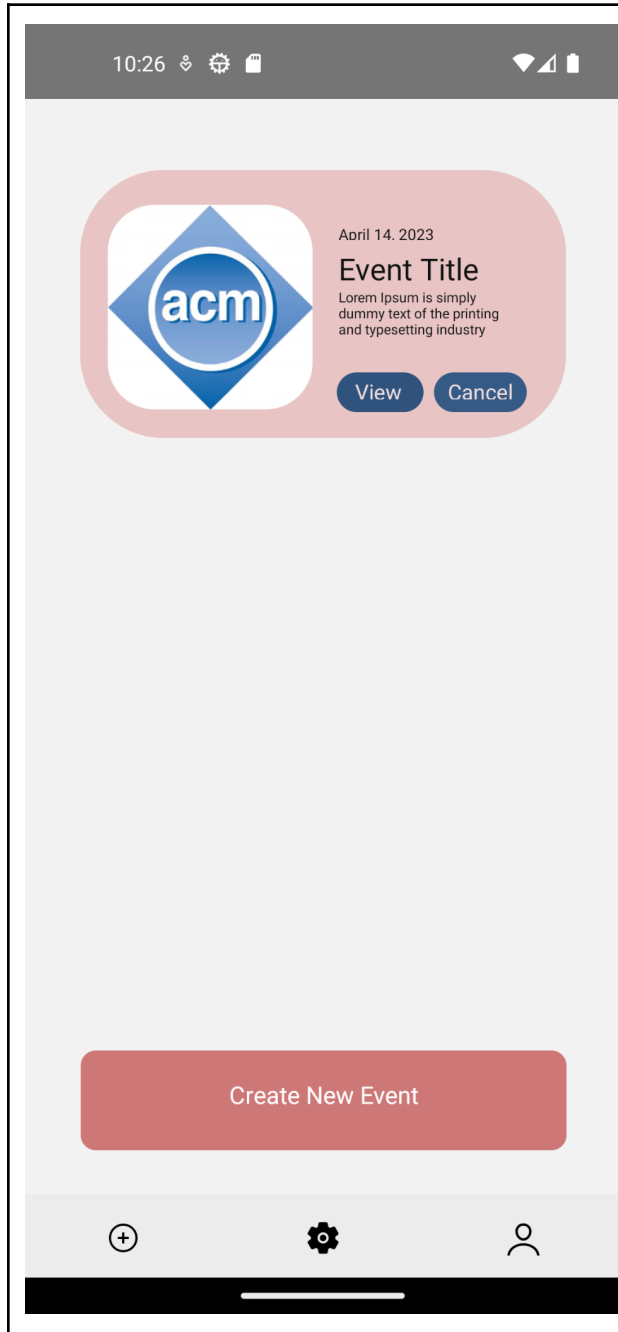 10:26
acm
April 14, 2023
Event Title
Lorem Ipsum is simply
dummy text of the printing
and typesetting industry
View Cancel
Create New Event